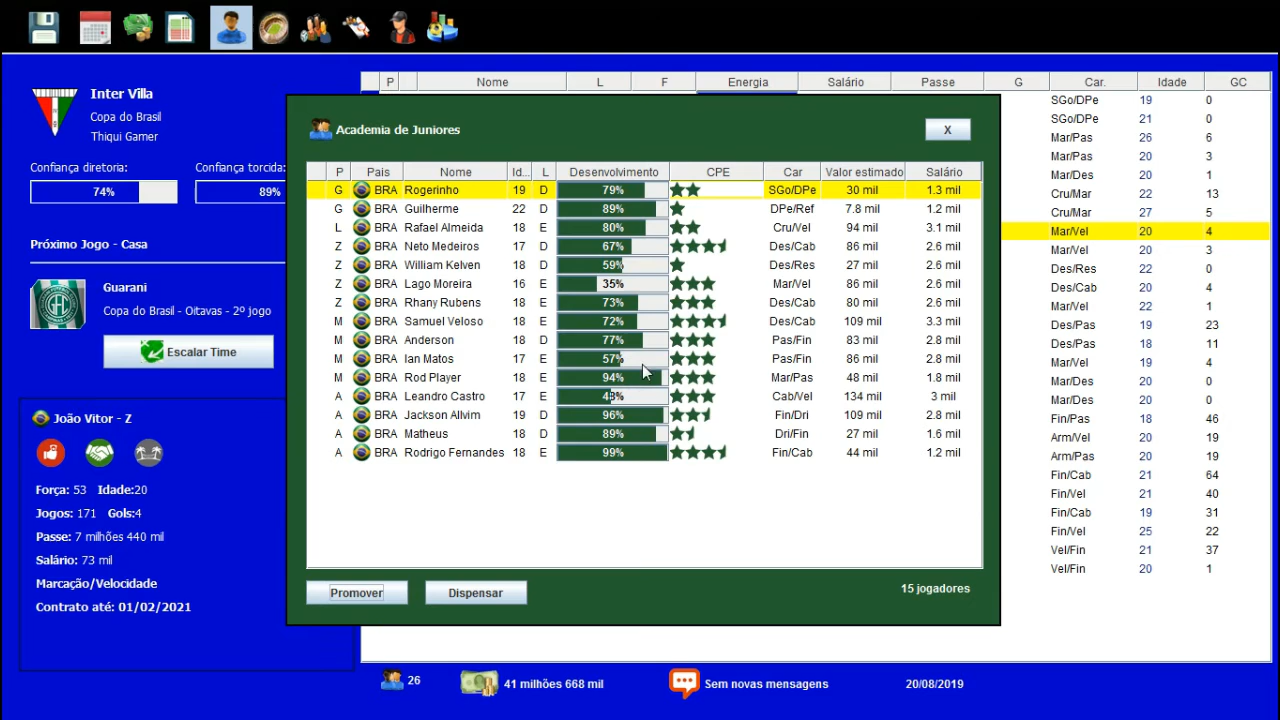 P Nome L F Energia Salário Passe G Car. Idade GC
Inter Villa
Copa do Brasil
Thiqui Gamer
Confiança diretoria: Confiança torcida:
74% 89%
Próximo Jogo - Casa
Guarani
Copa do Brasil - Oitavas - 2º jogo
Escalar Time
João Vitor - Z
Força: 53 Idade:20
Jogos: 171 Gols:4
Passe: 7 milhões 440 mil
Salário: 73 mil
Marcação/Velocidade
Contrato até: 01/02/2021
Academia de Juniores
X
P Pais Nome Id... L Desenvolvimento CPE Car Valor estimado Salário
G BRA Rogerinho 19 D 79% SGo/DPe 30 mil 1.3 mil
G BRA Guilherme 22 D 89% DPe/Ref 7.8 mil 1.2 mil
L BRA Rafael Almeida 18 E 80% Cru/Vel 94 mil 3.1 mil
Z BRA Neto Medeiros 17 D 67% Des/Cab 86 mil 2.6 mil
Z BRA William Kelven 18 D 59% Des/Res 27 mil 2.6 mil
Z BRA Lago Moreira 16 E 35% Mar/Vel 86 mil 2.6 mil
Z BRA Rhany Rubens 18 E 73% Des/Cab 80 mil 2.6 mil
M BRA Samuel Veloso 18 E 72% Des/Cab 109 mil 3.3 mil
M BRA Anderson 18 D 77% Pas/Fin 83 mil 2.8 mil
M BRA Ian Matos 17 E 57% Pas/Fin 86 mil 2.8 mil
M BRA Rod Player 18 E 94% Mar/Pas 48 mil 1.8 mil
A BRA Leandro Castro 17 E 43% Cab/Vel 134 mil 3 mil
A BRA Jackson Allvim 19 D 96% Fin/Dri 109 mil 2.8 mil
A BRA Matheus 18 D 89% Dri/Fin 27 mil 1.6 mil
A BRA Rodrigo Fernandes 18 E 99% Fin/Cab 44 mil 1.2 mil
Promover Dispensar 15 jogadores
SGo/DPe 19 0
SGo/DPe 21 0
Mar/Pas 26 6
Mar/Pas 20 3
Mar/Des 20 1
Cru/Mar 22 13
Cru/Mar 27 5
Mar/Vel 20 4
Mar/Vel 20 3
Des/Res 22 0
Des/Cab 20 4
Mar/Vel 22 1
Des/Pas 19 23
Des/Pas 18 11
Mar/Vel 19 4
Mar/Des 20 0
Mar/Des 20 0
Fin/Pas 18 46
Arm/Vel 20 19
Arm/Pas 20 19
Fin/Cab 21 64
Fin/Vel 21 40
Fin/Cab 19 31
Fin/Vel 25 22
Vel/Fin 21 37
Vel/Fin 20 1
26 41 milhões 668 mil Sem novas mensagens 20/08/2019